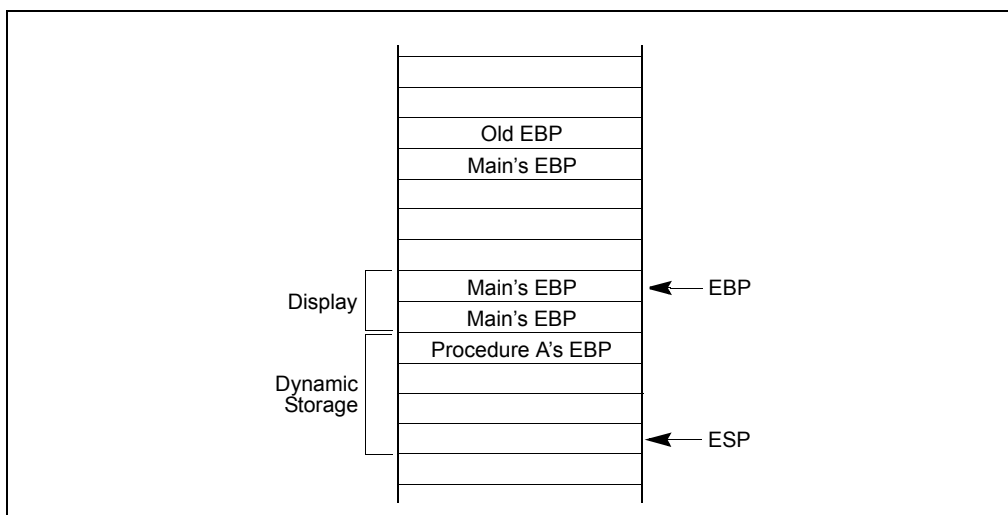 Old EBP
Main's EBP
Display
Main's EBP
EBP
Main's EBP
Procedure A's EBP
Dynamic
Storage
ESP